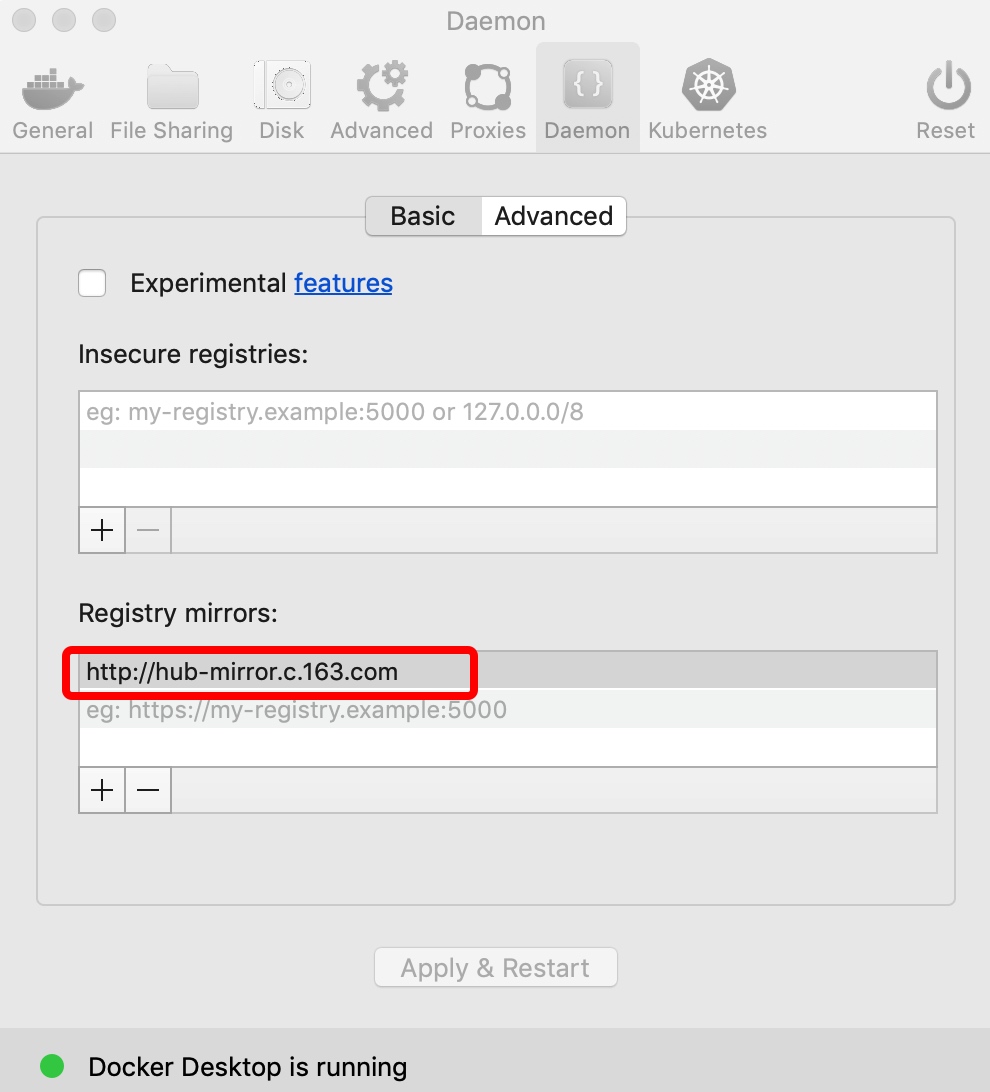 Daemon
General File Sharing Disk Advanced Proxies Daemon Kubernetes Reset
Basic Advanced
Experimental features
Insecure registries:
eg: my-registry.example:5000 or 127.0.0.0/8
Registry mirrors:
http://hub-mirror.c.163.com
eg: https://my-registry.example:5000
Apply & Restart
Docker Desktop is running